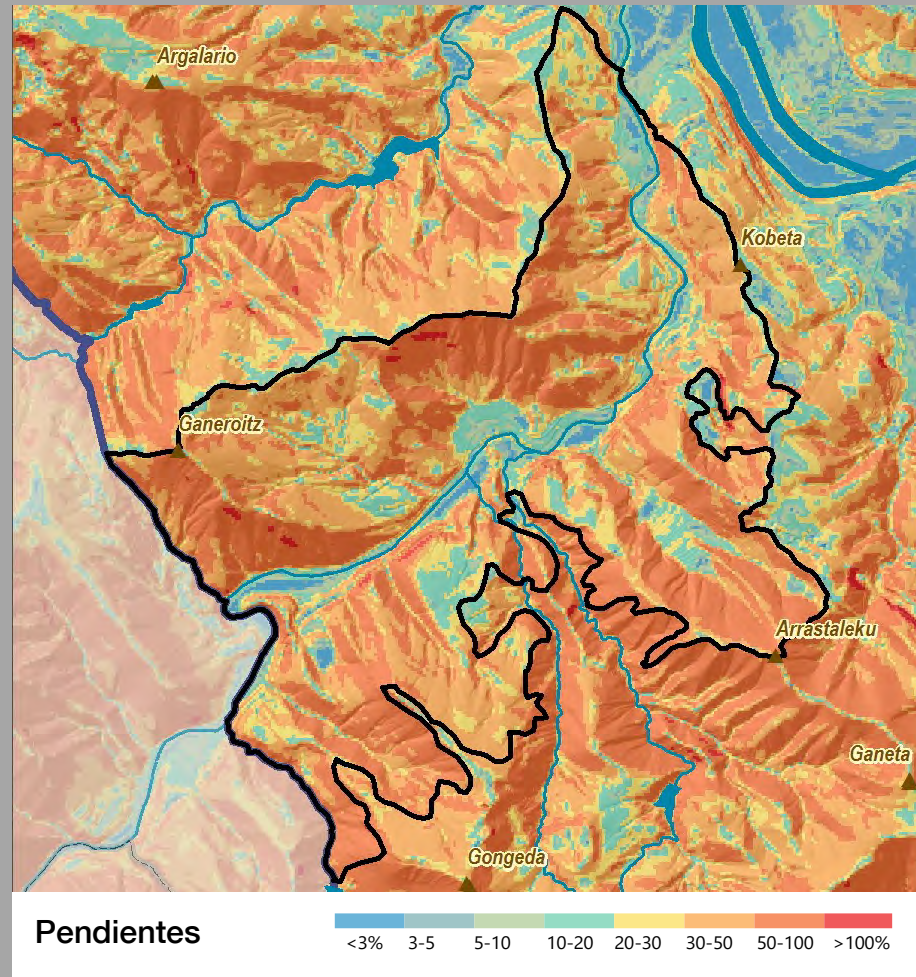 Argalario
Kobeta
Ganeroitz
Arrastaleku
Ganeta
Gongeda
Pendientes
<3% 3-5 5-10 10-20 20-30 30-50 50-100 >100%